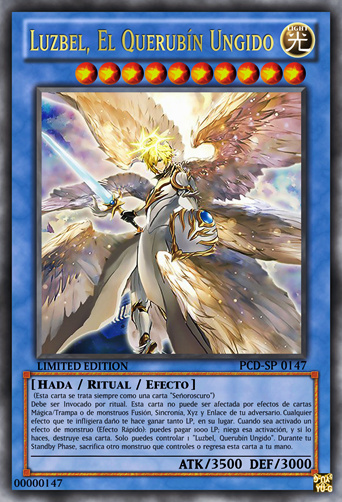 Luzbel, El Querubín Ungido
LIGHT
光
LIMITED EDITION
PCD-SP 0147
[Hada / Ritual / Efecto]
(Esta carta se trata siempre como una carta "Señoroscuro")
Debe ser Invocado por ritual. Esta carta no puede ser afectada por efectos de cartas
Mágica/Trampa o de monstruos Fusión, Sincronía, Xyz y Enlace de tu adversario. Cualquier
efecto que te infligiera daño te hace ganar tanto LP, en su lugar. Cuando sea activado un
efecto de monstruo (Efecto Rápido): puedes pagar 1000 LP; niega esa activación, y si lo
haces, destruye esa carta. Solo puedes controlar 1 "Luzbel, Querubín Ungido". Durante tu
Standby Phase, sacrifica otro monstruo que controles o regresa esta carta a tu mano.
ATK/3500 DEF/3000
00000147